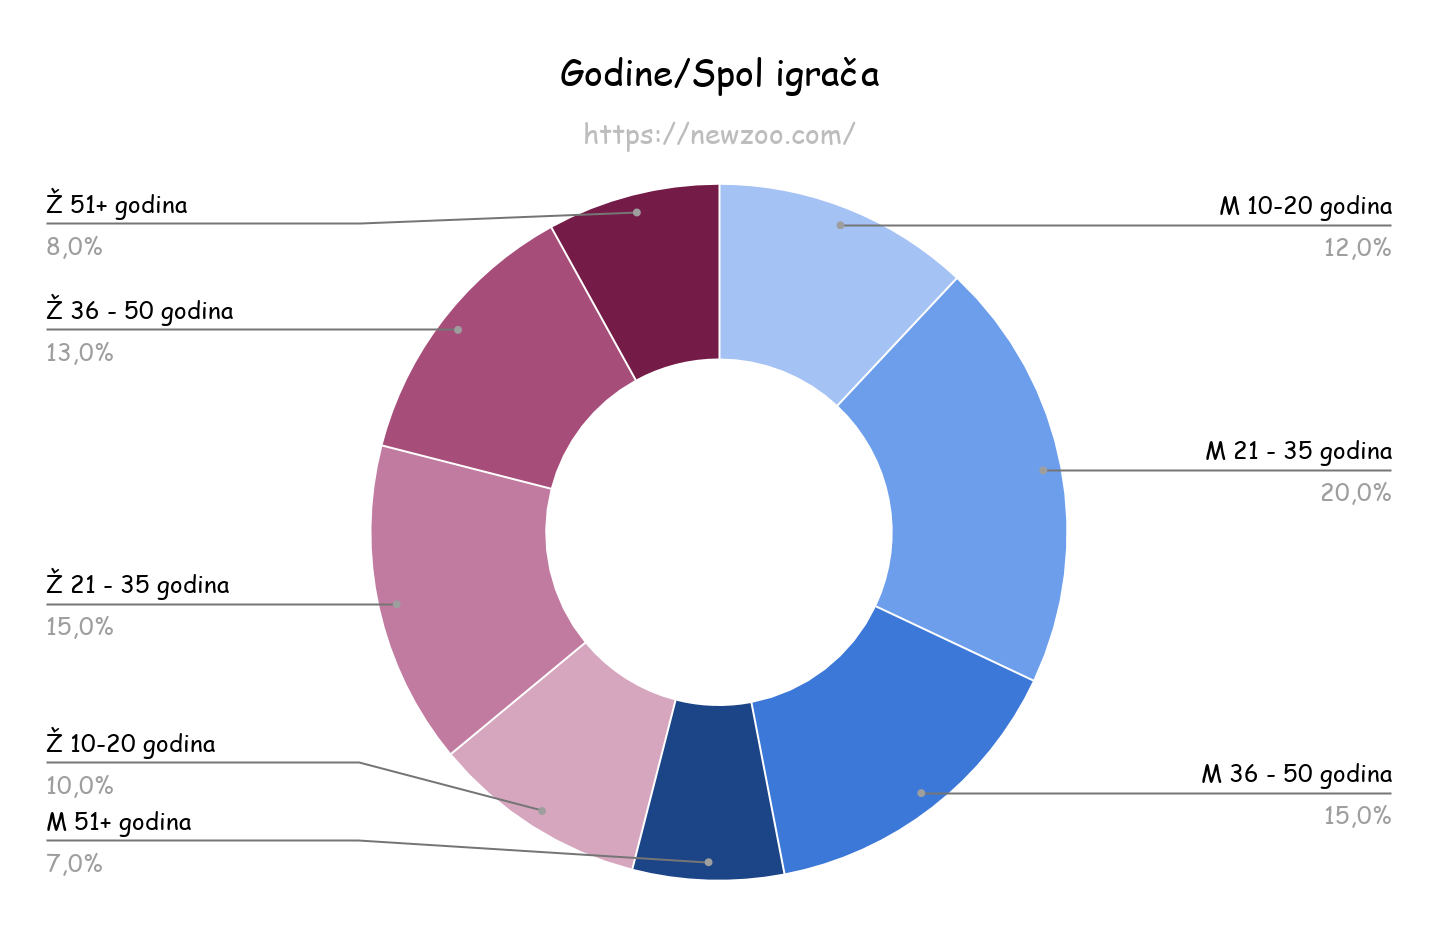 Godine/Spol igrača
https://newzoo.com/
Ž 51+ godina
8,0%
Ž 36 - 50 godina
13,0%
Ž 21 - 35 godina
15,0%
Ž 10-20 godina
10,0%
M 51+ godina
7,0%
M 10-20 godina
12,0%
M 21 - 35 godina
20,0%
M 36 - 50 godina
15,0%